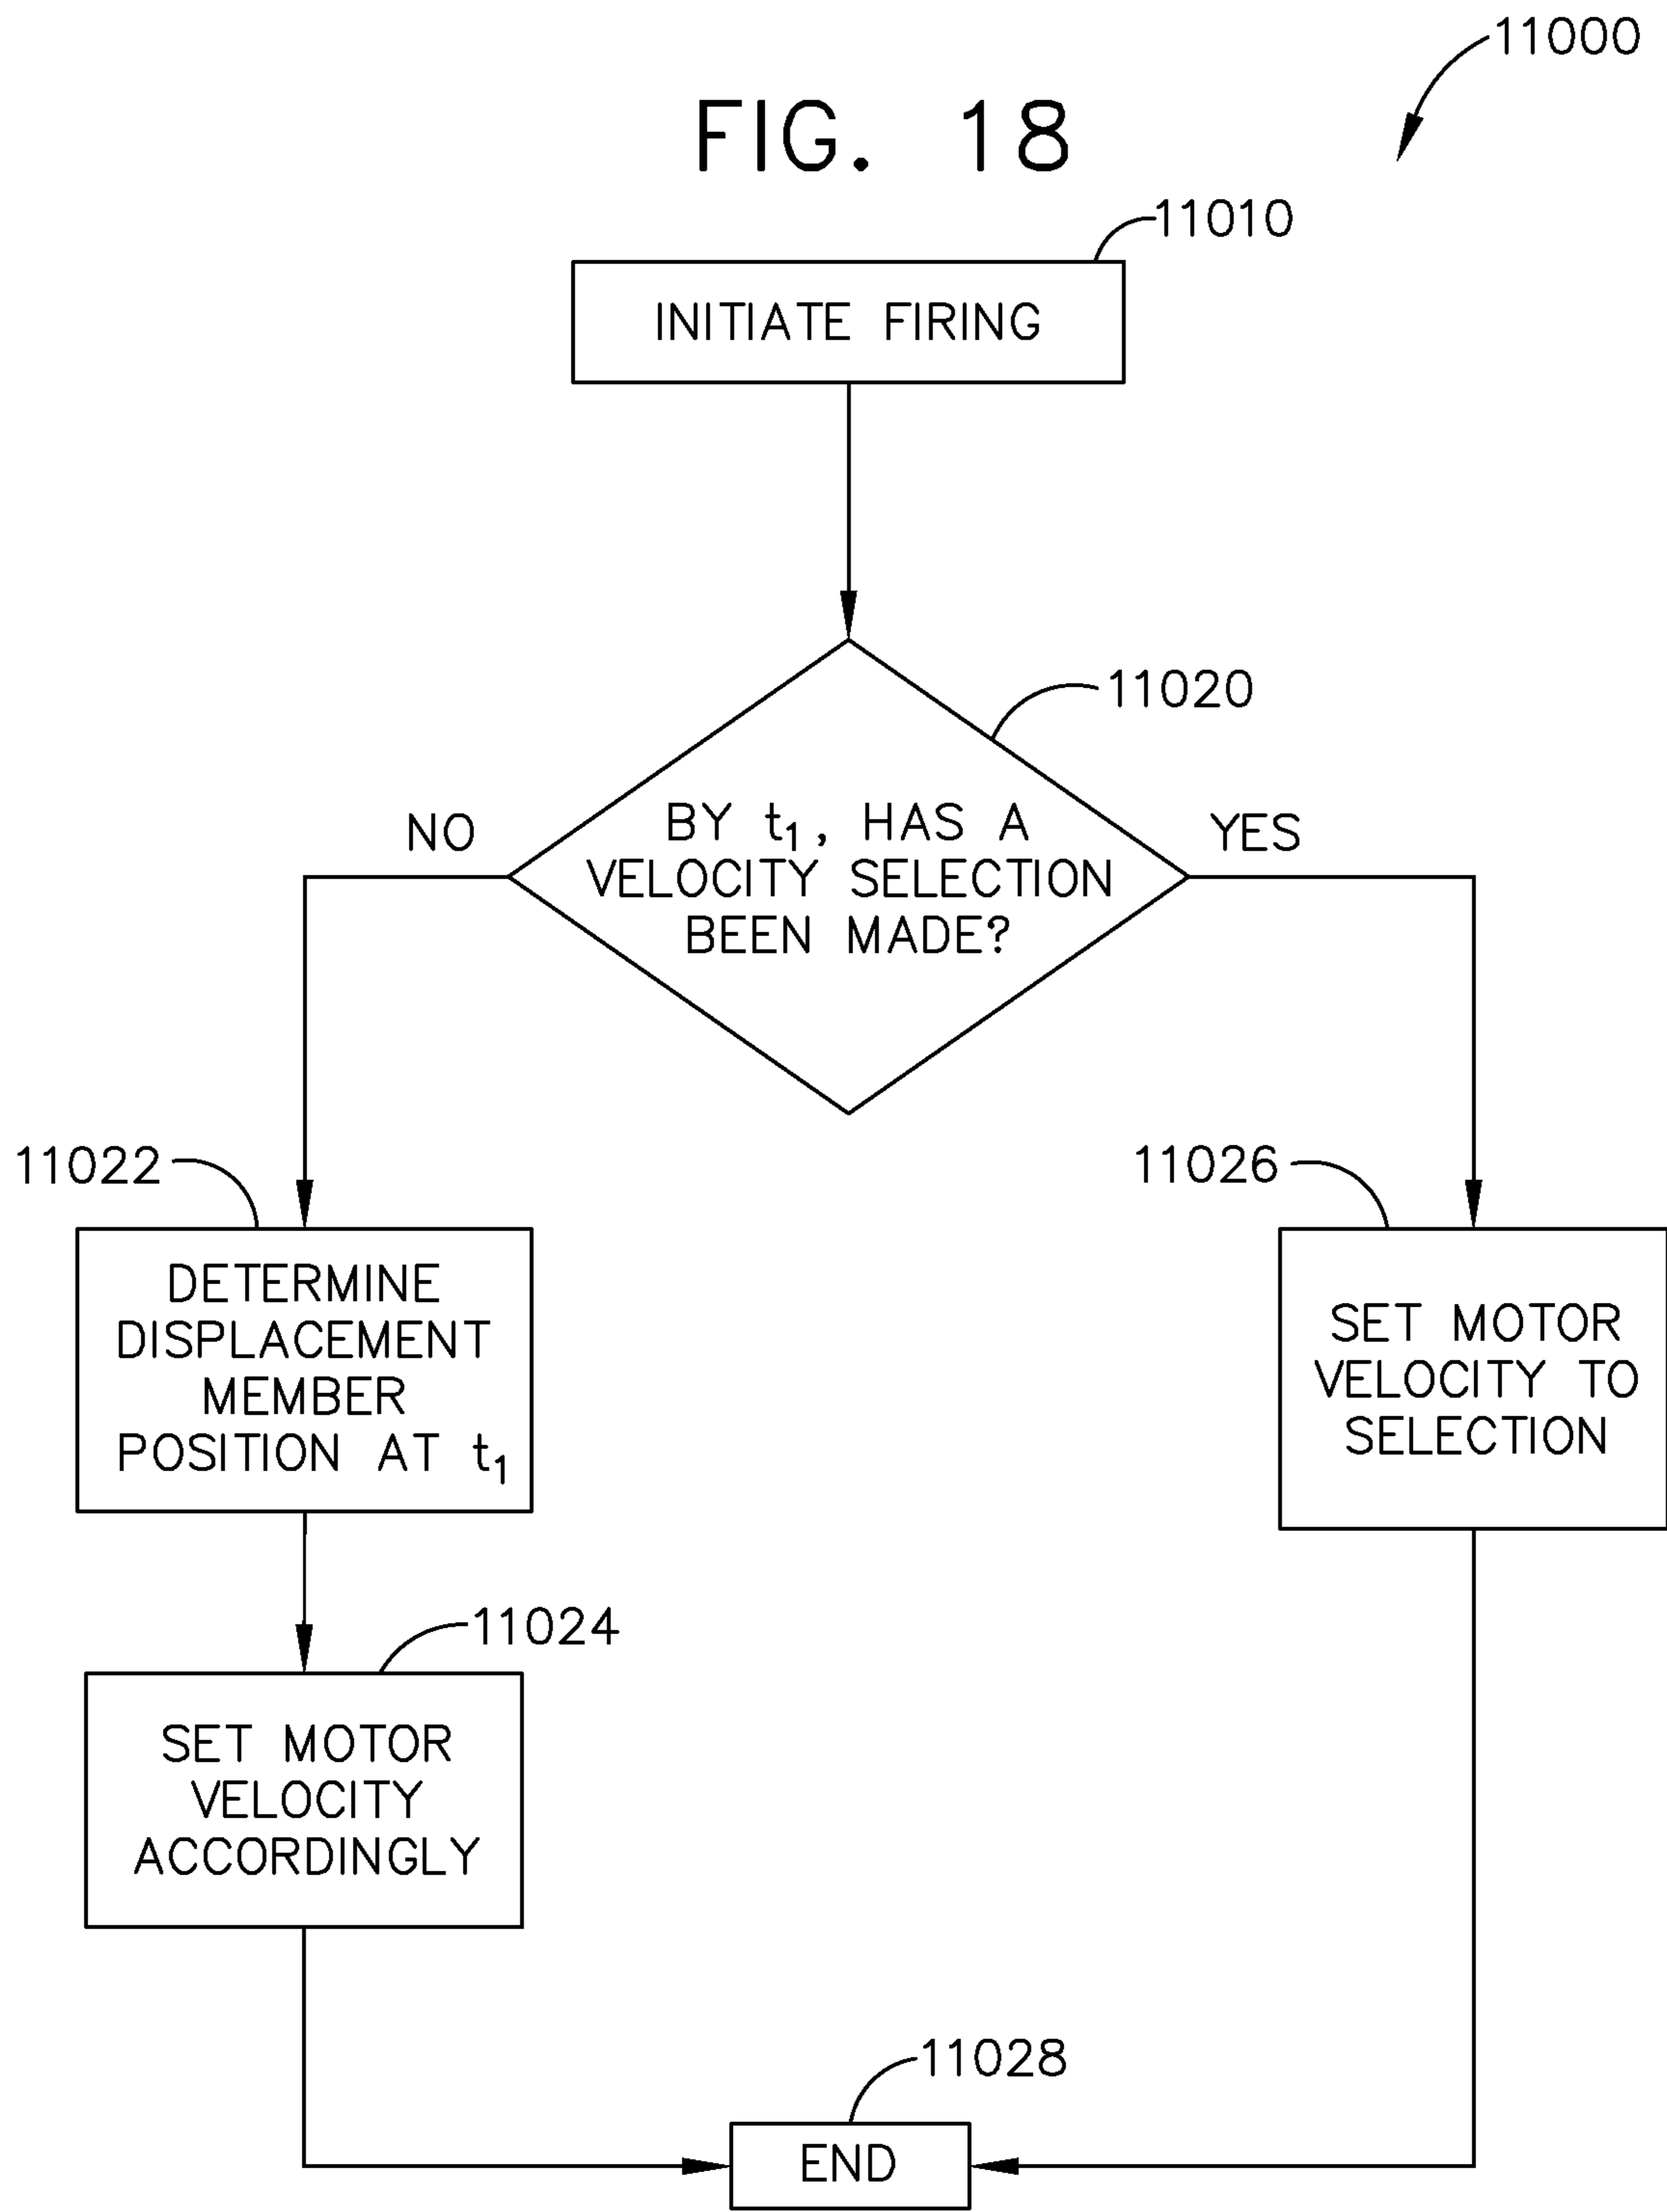 11000
FIG. 18
11010
INITIATE FIRING
11020
NO
BY t₁, HAS A
VELOCITY SELECTION
BEEN MADE?
YES
11022
DETERMINE
DISPLACEMENT
MEMBER
POSITION AT t₁
11026
SET MOTOR
VELOCITY TO
SELECTION
11024
SET MOTOR
VELOCITY
ACCORDINGLY
11028
END